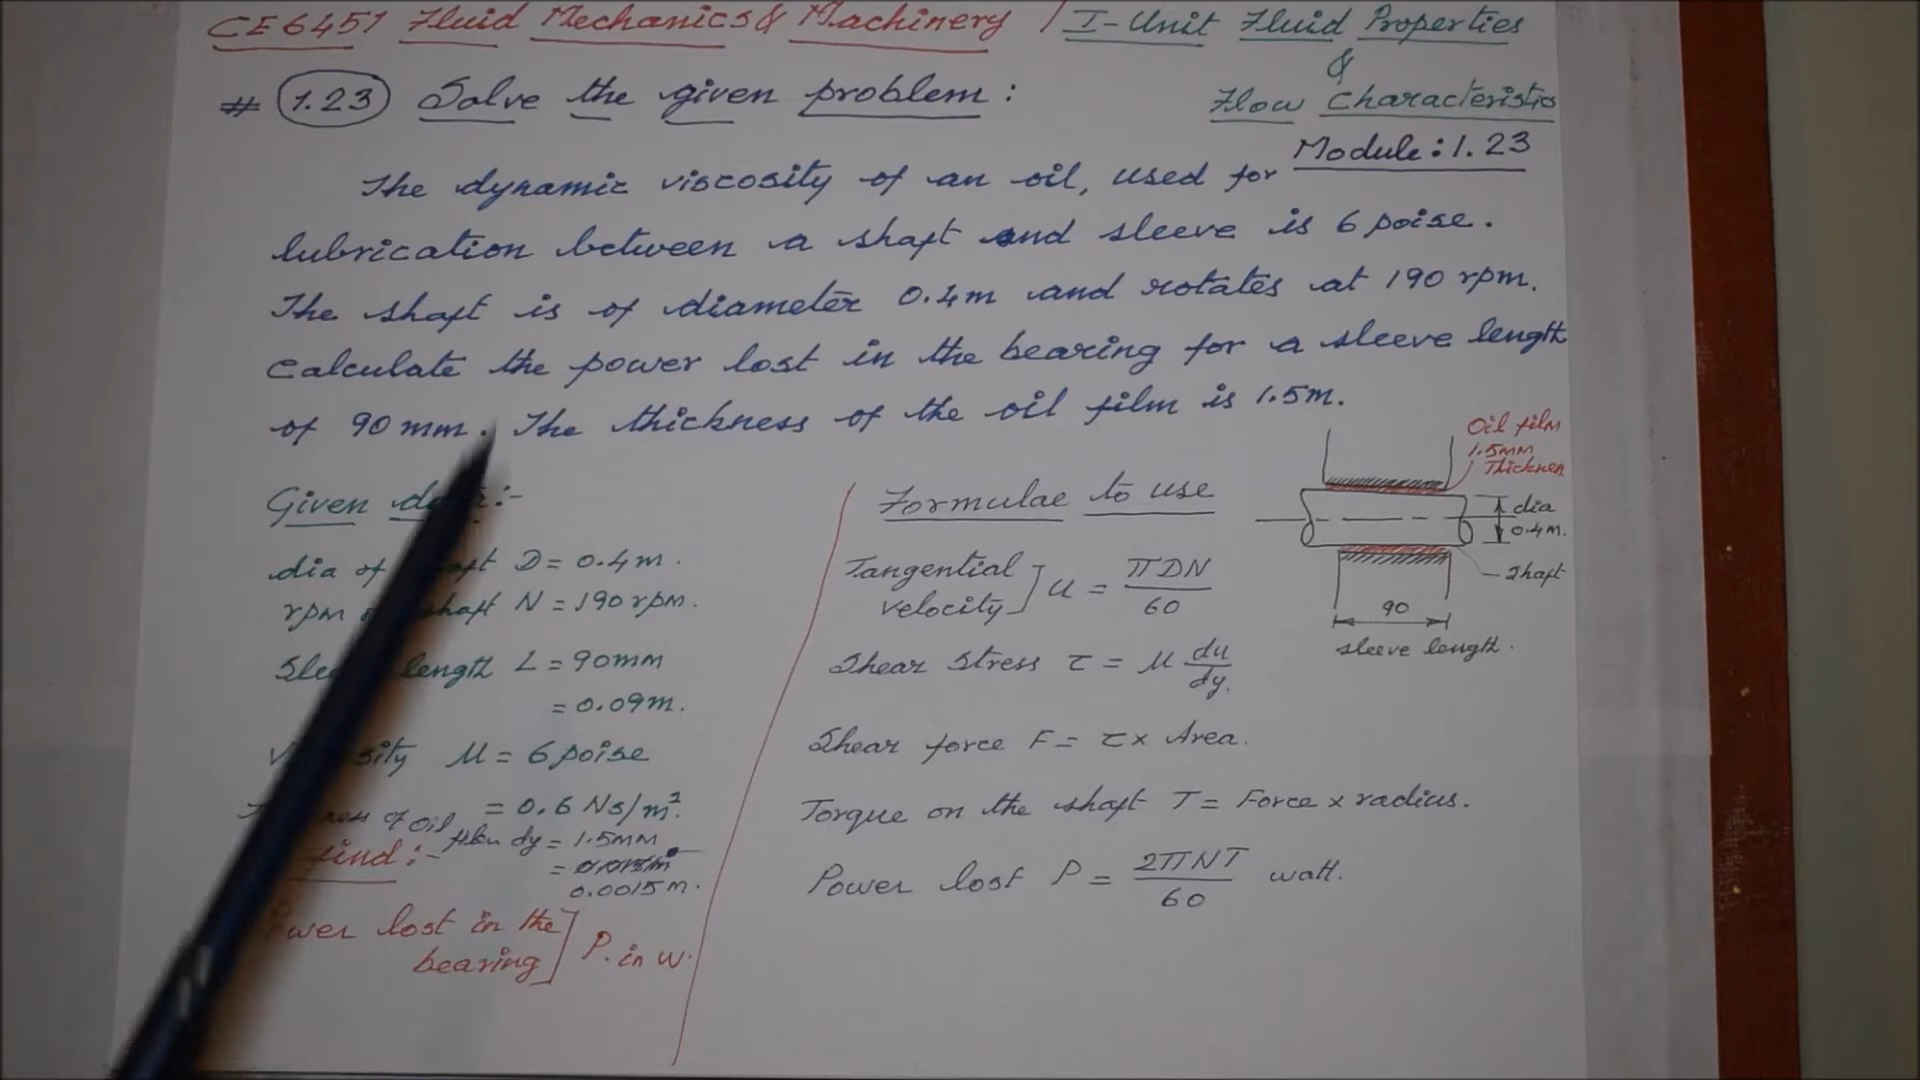 CE6451 Fluid Mechanics & Machinery / I-Unit Fluid Properties
&
Flow Characteristics
# 1.23 Solve the given problem:
Module: 1.23
The dynamic viscosity of an oil, used for
lubrication between a shaft and sleeve is 6 poise.
The shaft is of diameter 0.4m and rotates at 190 rpm.
Calculate the power lost in the bearing for a sleeve length
of 90 mm. The thickness of the oil film is 1.5m.
Given :-
dia of D = 0.4m.
rpm shaft N = 190 rpm.
length L = 90mm
= 0.09m.
μ = 6 poise
= 0.6 Ns/m²
of oil film dy = 1.5mm
= 0.0015m.
find :-
lost in the
bearing] P. in w.
Formulae to use
Tangential
velocity] u = πDN/60
Shear stress τ = μ du/dy.
Shear force F = τ x Area.
Torque on the shaft T = Force x radius.
Power lost P = 2πNT/60 watt.
Oil film
1.5mm
Thicknes
dia
0.4m.
Shaft
90
sleeve length.